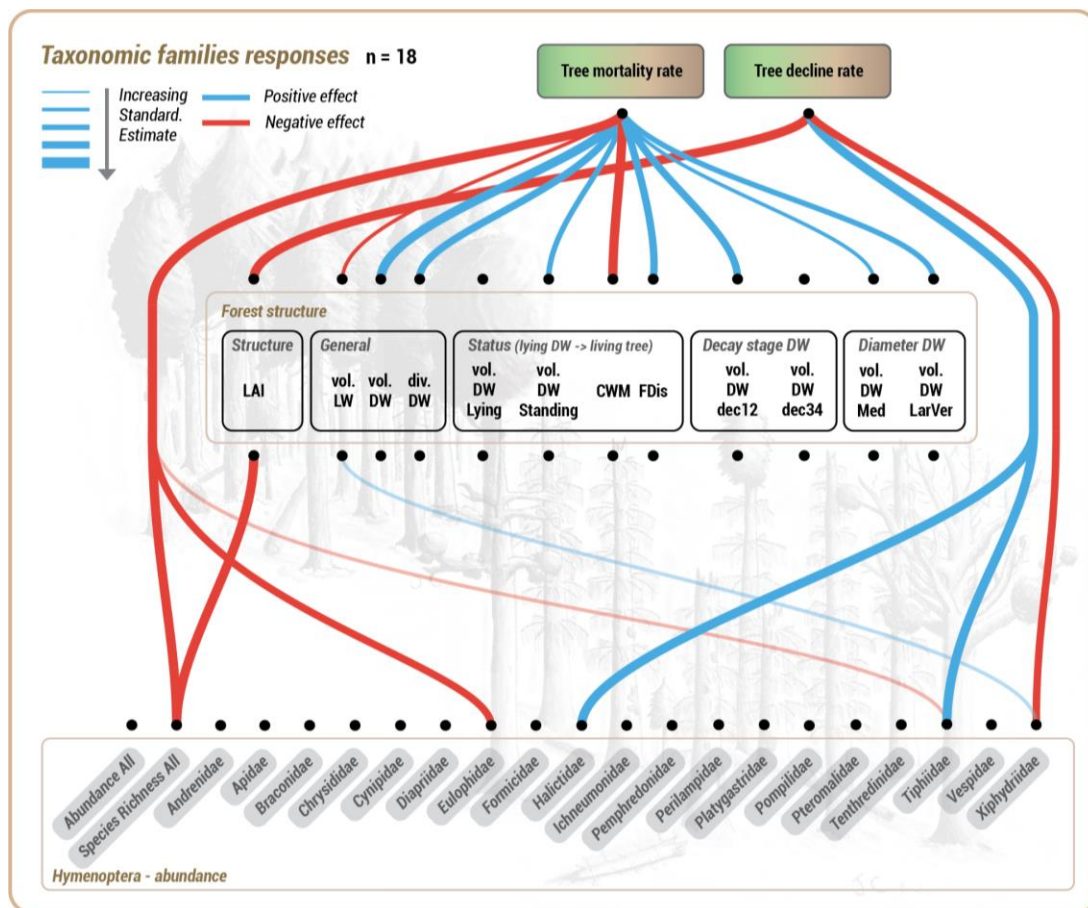 Taxonomic families responses n = 18
Increasing
Standard.
Estimate
Positive effect
Negative effect
Tree mortality rate
Tree decline rate
Forest structure
Structure
LAI
General
vol.
LW
vol.
DW
div.
DW
Status (lying DW -> living tree)
vol.
DW
Lying
vol.
DW
Standing
CWM
FDis
Decay stage DW
vol.
DW
dec12
vol.
DW
dec34
Diameter DW
vol.
DW
Med
vol.
DW
LarVer
Abundance All
Species Richness All
Andrenidae
Apidae
Braconidae
Chrysididae
Cynipidae
Diapriidae
Eulophidae
Formicidae
Halictidae
Ichneumonidae
Pemphredonidae
Perilampidae
Platygastridae
Pompilidae
Pteromalidae
Tenthredinidae
Tiphiidae
Vespidae
Xiphydriidae
Hymenoptera - abundance